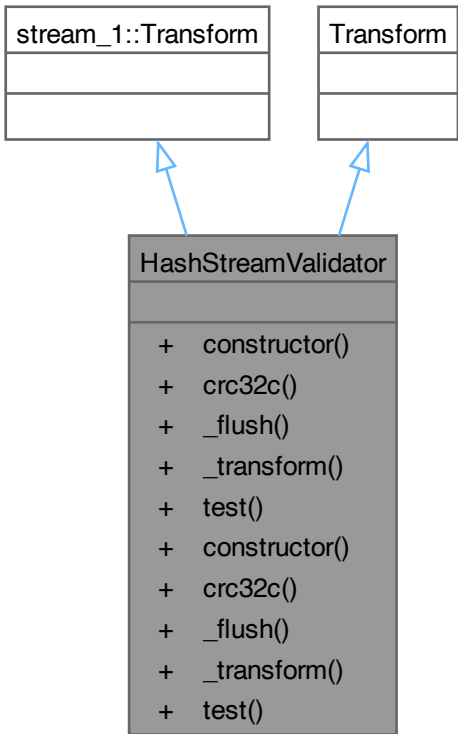 stream_1::Transform
Transform
HashStreamValidator
+ constructor()
+ crc32c()
+ _flush()
+ _transform()
+ test()
+ constructor()
+ crc32c()
+ _flush()
+ _transform()
+ test()